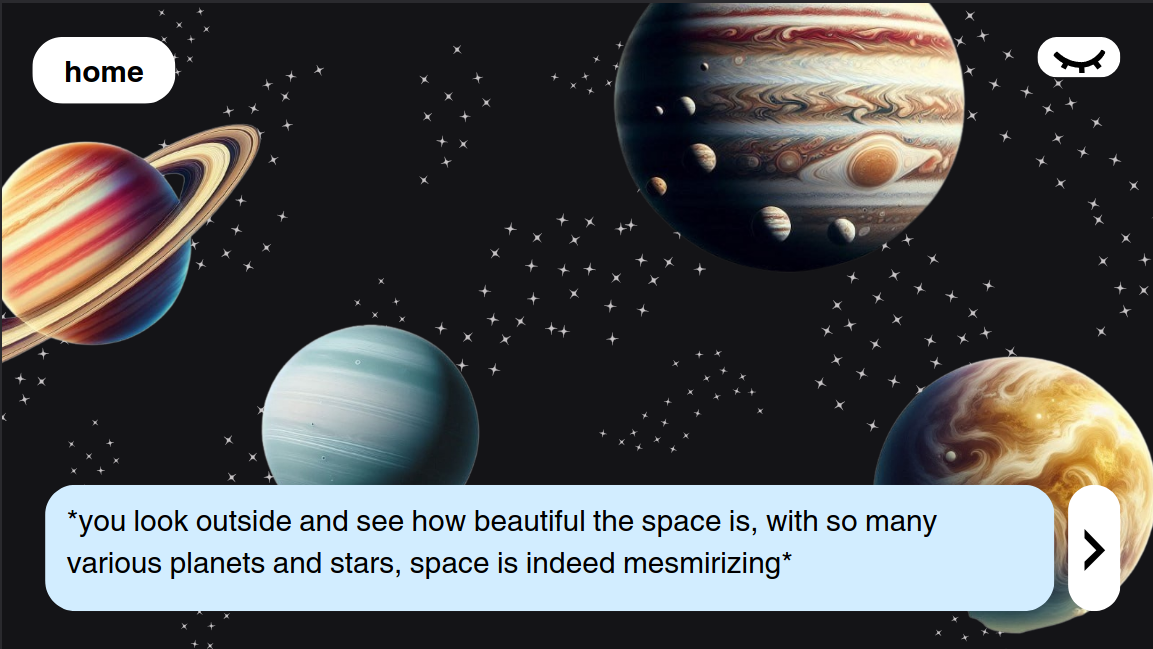 home
*you look outside and see how beautiful the space is, with so many
various planets and stars, space is indeed mesmirizing*